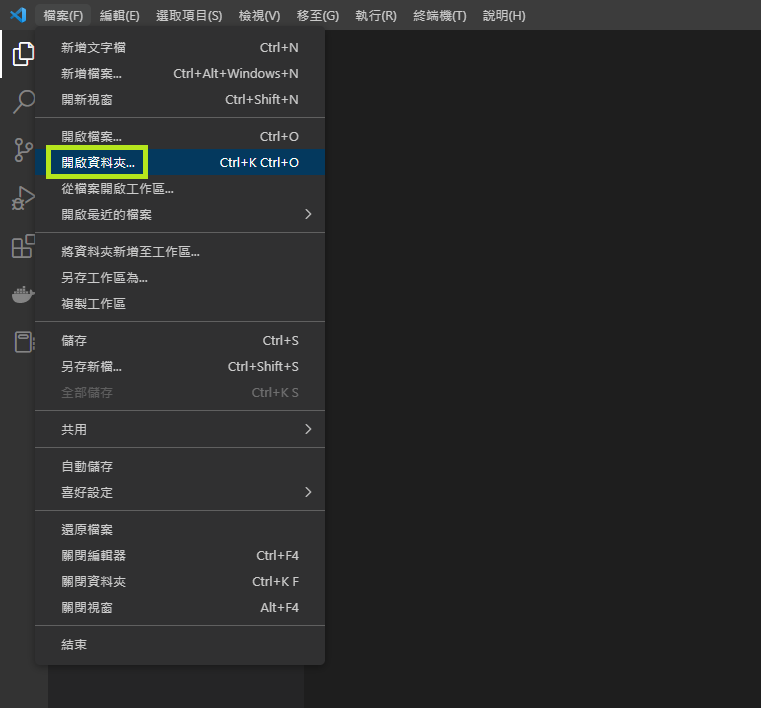 檔案(F) 編輯(E) 選取項目(S) 檢視(V) 移至(G) 執行(R) 終端機(T) 說明(H)
新增文字檔 Ctrl+N
新增檔案... Ctrl+Alt+Windows+N
開新視窗 Ctrl+Shift+N
開啟檔案... Ctrl+O
開啟資料夾... Ctrl+K Ctrl+O
從檔案開啟工作區...
開啟最近的檔案
將資料夾新增至工作區...
另存工作區為...
複製工作區
儲存 Ctrl+S
另存新檔... Ctrl+Shift+S
全部儲存 Ctrl+K S
共用
自動儲存
喜好設定
還原檔案
關閉編輯器 Ctrl+F4
關閉資料夾 Ctrl+K F
關閉視窗 Alt+F4
結束